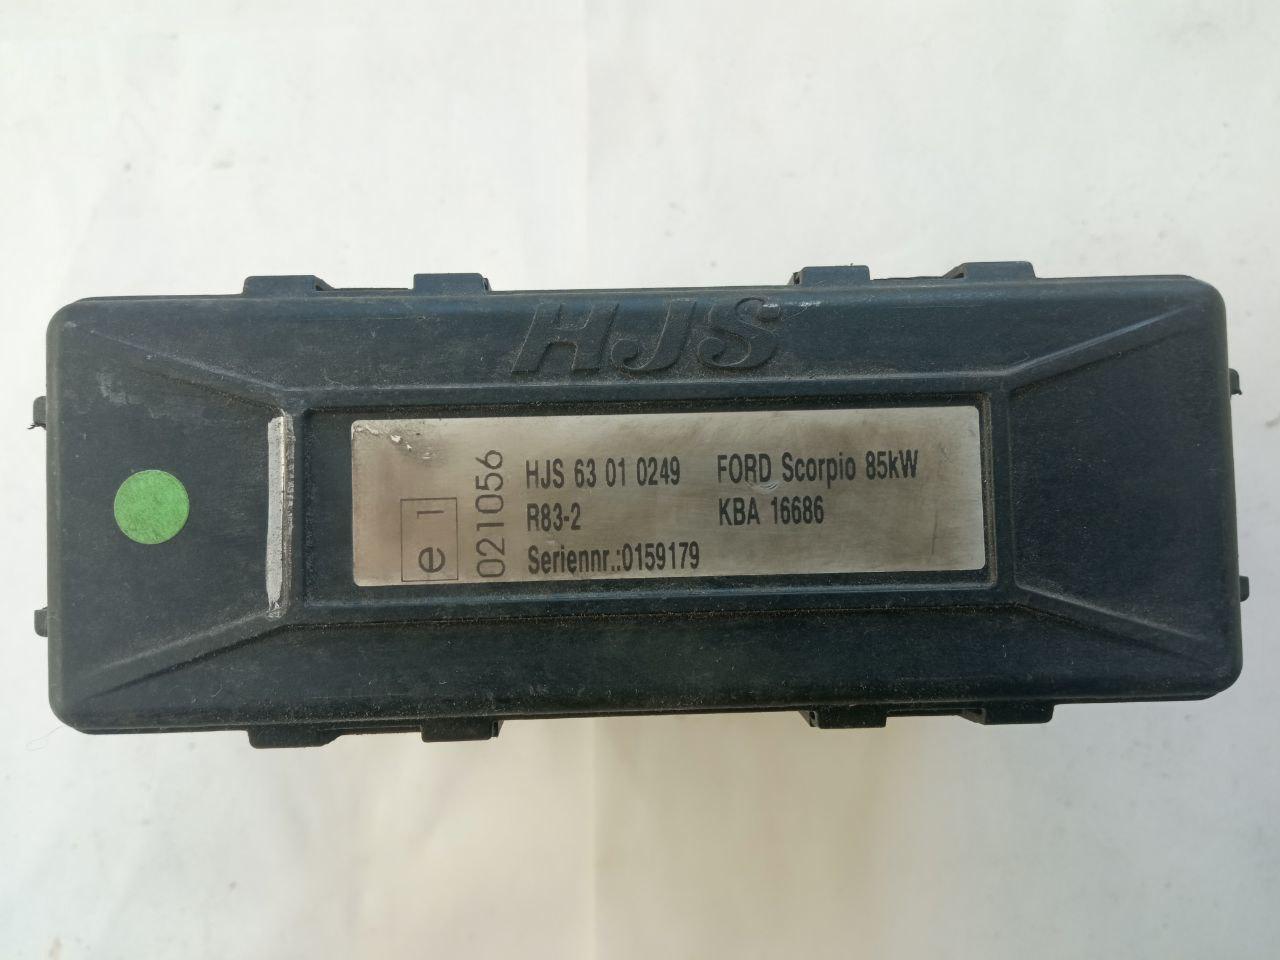 HJS
e 1
021056
HJS 63 01 0249 FORD Scorpio 85kW
R83-2 KBA 16686
Seriennr.:0159179